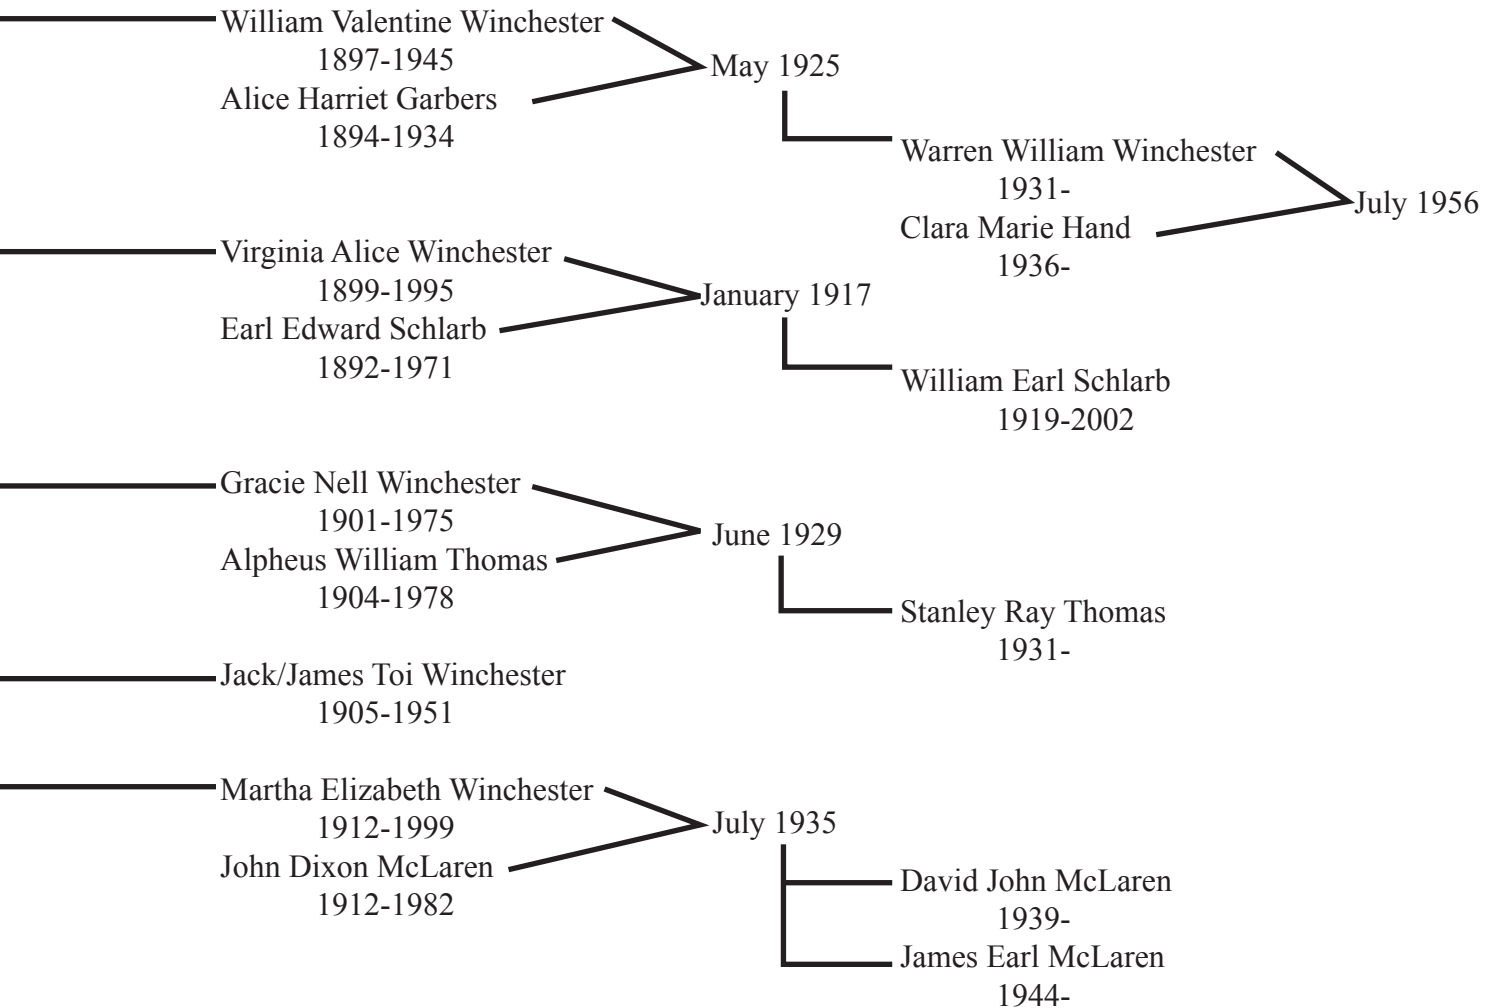 William Valentine Winchester
1897-1945
Alice Harriet Garbers
1894-1934
May 1925
Warren William Winchester
1931-
Clara Marie Hand
1936-
July 1956
Virginia Alice Winchester
1899-1995
Earl Edward Schlarb
1892-1971
January 1917
William Earl Schlarb
1919-2002
Gracie Nell Winchester
1901-1975
Alpheus William Thomas
1904-1978
June 1929
Stanley Ray Thomas
1931-
Jack/James Toi Winchester
1905-1951
Martha Elizabeth Winchester
1912-1999
John Dixon McLaren
1912-1982
July 1935
David John McLaren
1939-
James Earl McLaren
1944-